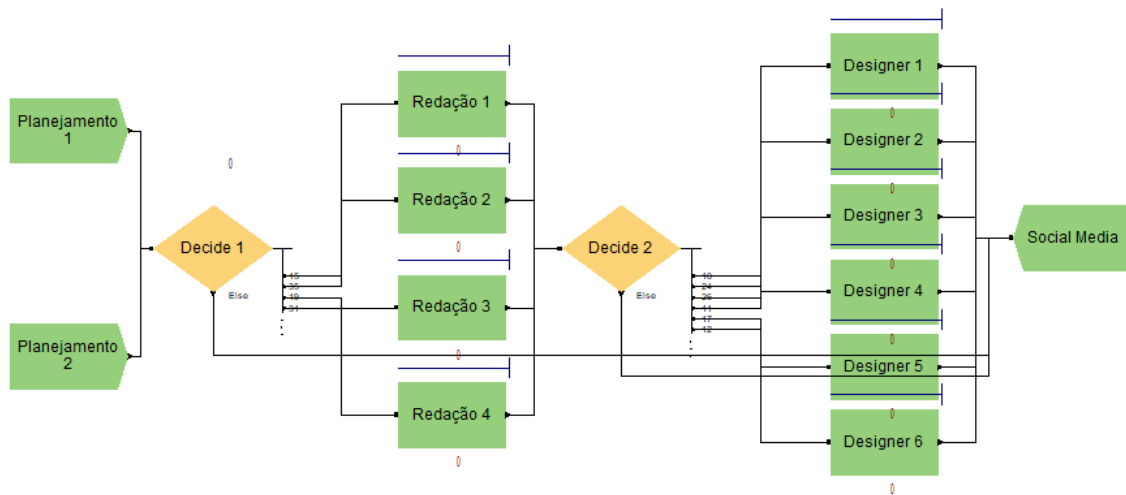 Planejamento
1
Planejamento
2
0
Decide 1
15
35
19
31
Else
Redação 1
0
Redação 2
0
Redação 3
0
Redação 4
0
Decide 2
24
26
11
17
12
Else
Designer 1
0
Designer 2
0
Designer 3
0
Designer 4
0
Designer 5
0
Designer 6
0
Social Media